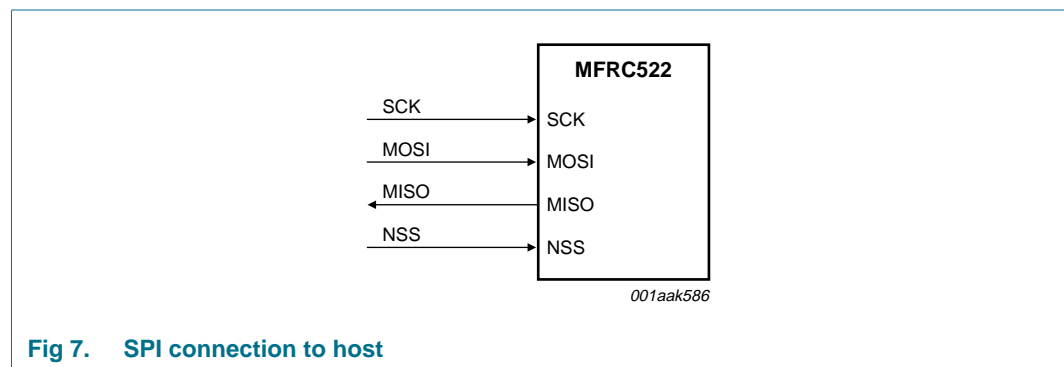 MFRC522
SCK SCK
MOSI MOSI
MISO MISO
NSS NSS
001aak586
Fig 7. SPI connection to host